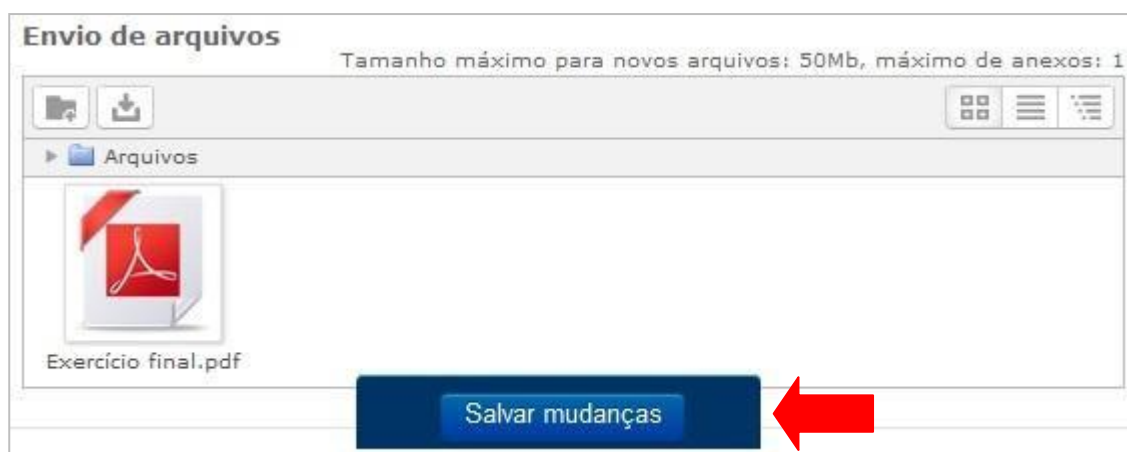 Envio de arquivos
Tamanho máximo para novos arquivos: 50Mb, máximo de anexos: 1
Arquivos
Exercício final.pdf
Salvar mudanças